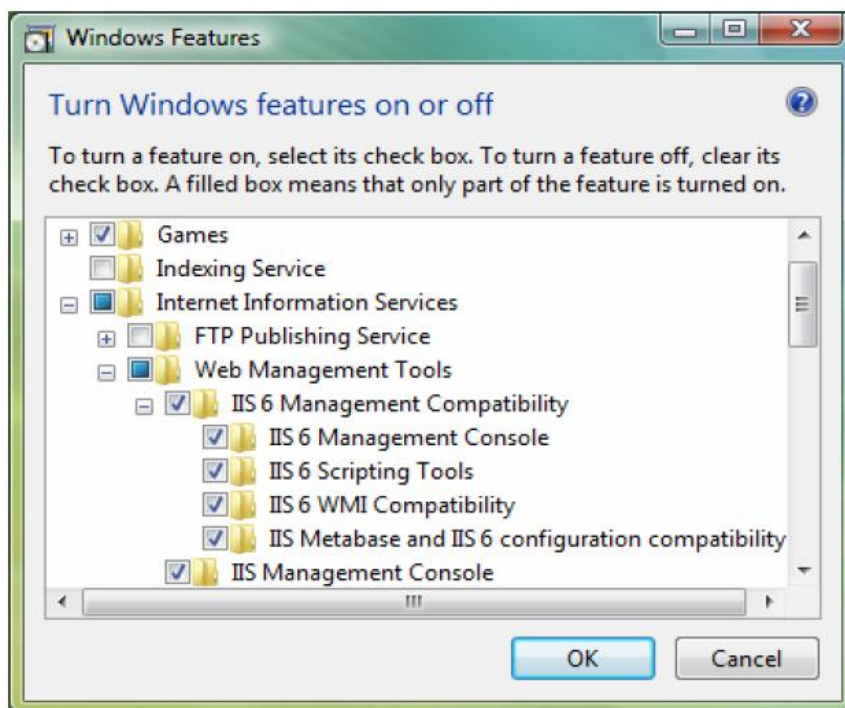 Windows Features
Turn Windows features on or off
To turn a feature on, select its check box. To turn a feature off, clear its
check box. A filled box means that only part of the feature is turned on.
Games
Indexing Service
Internet Information Services
FTP Publishing Service
Web Management Tools
IIS 6 Management Compatibility
IIS 6 Management Console
IIS 6 Scripting Tools
IIS 6 WMI Compatibility
IIS Metabase and IIS 6 configuration compatibility
IIS Management Console
OK Cancel